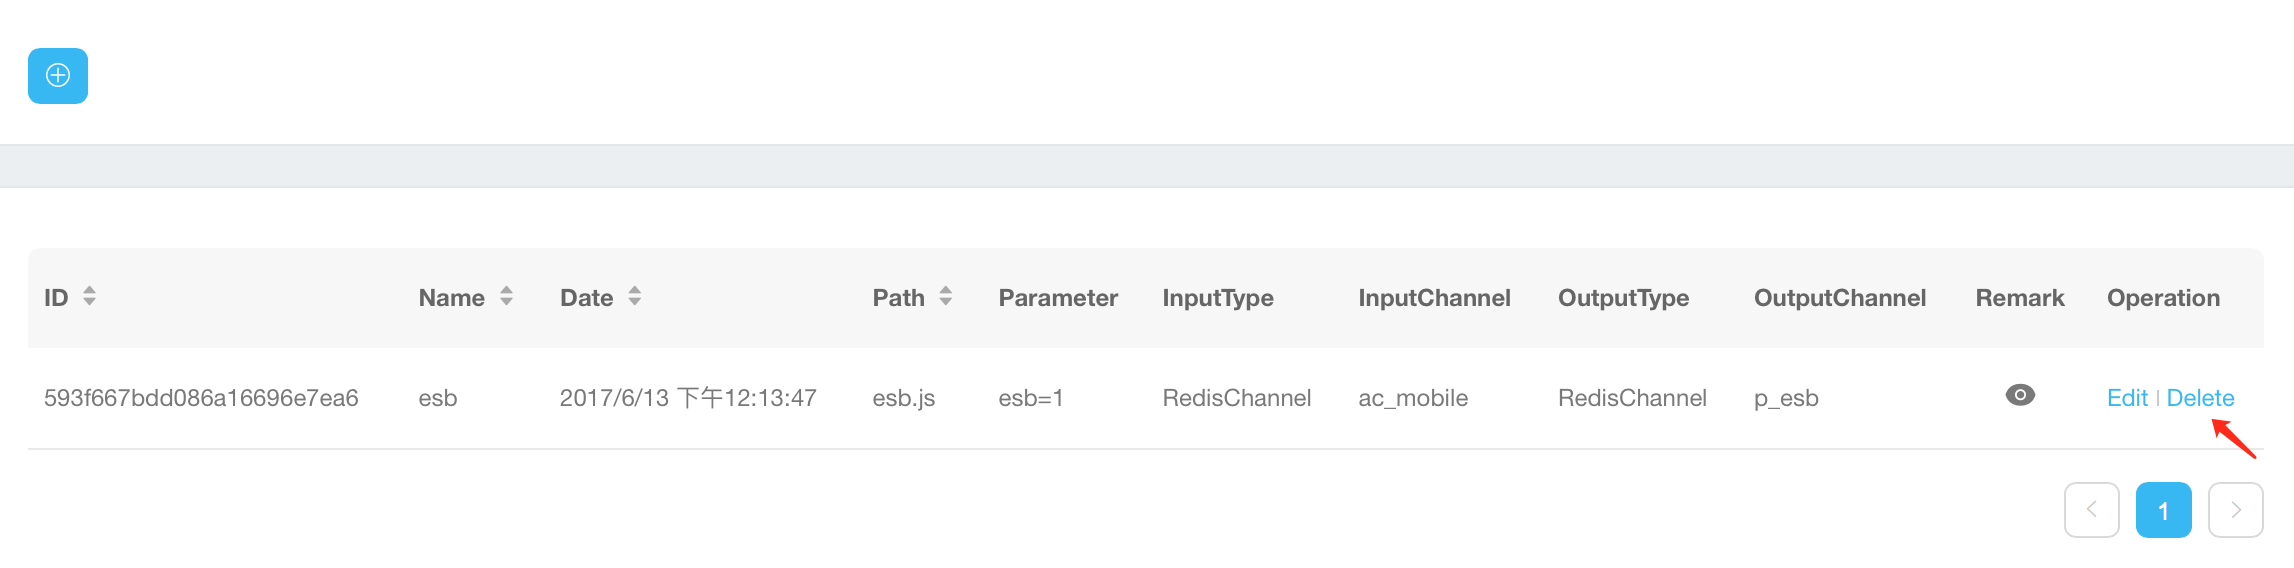 ID Name Date Path Parameter InputType InputChannel OutputType OutputChannel Remark Operation
593f667bdd086a16696e7ea6 esb 2017/6/13 下午12:13:47 esb.js esb=1 RedisChannel ac_mobile RedisChannel p_esb Edit | Delete
1